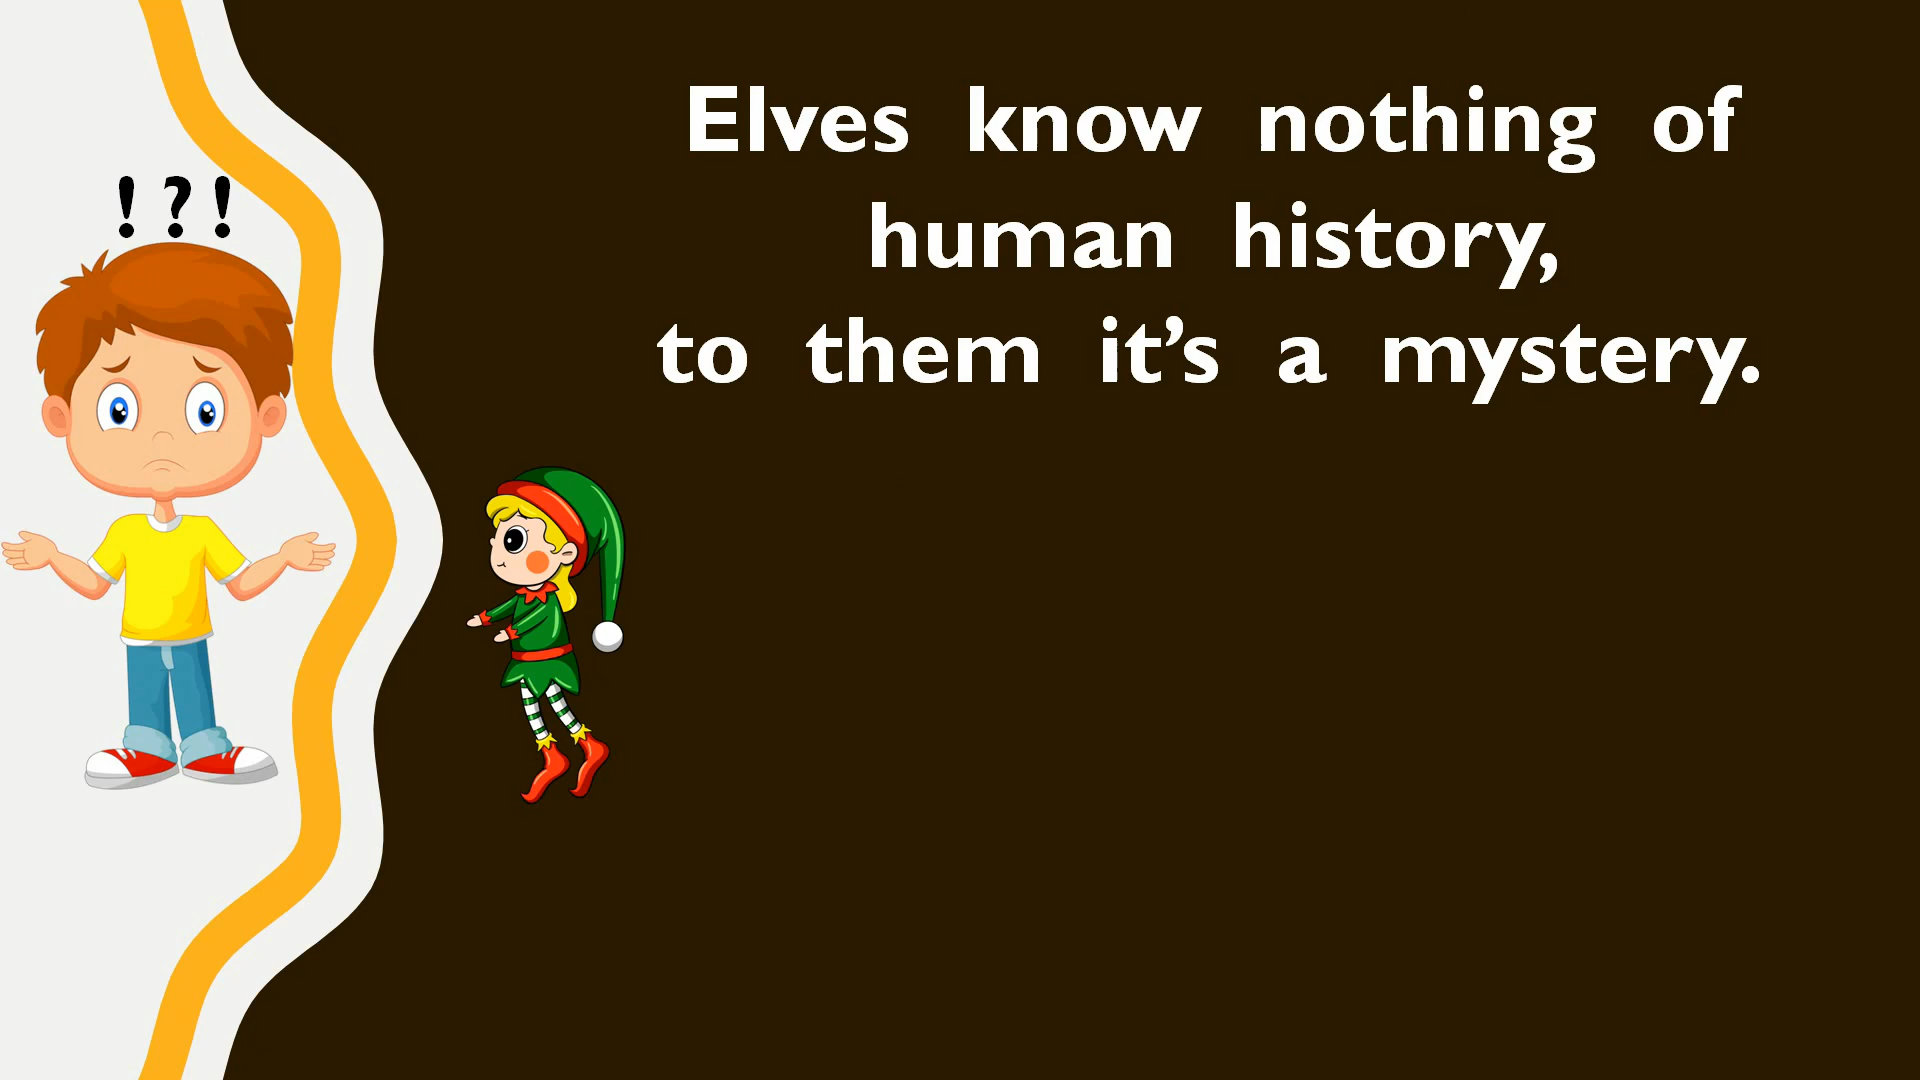 ! ? !
Elves know nothing of
human history,
to them it’s a mystery.